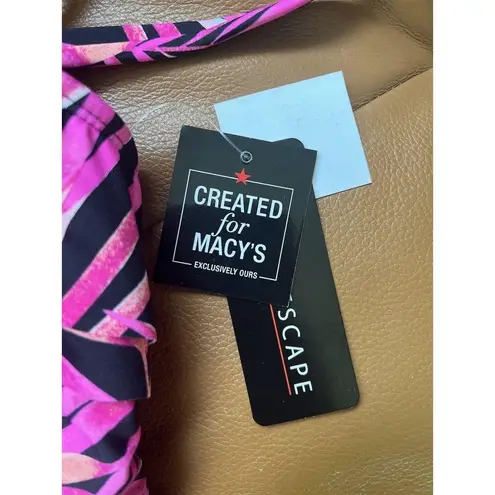 CREATED
for
MACY'S
EXCLUSIVELY OURS
SCAPE